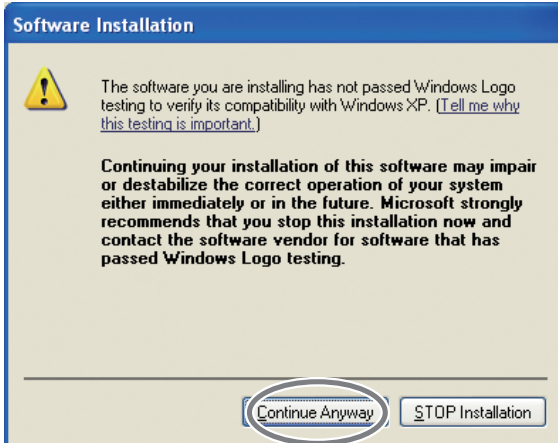 Software Installation
The software you are installing has not passed Windows Logo
testing to verify its compatibility with Windows XP. (Tell me why
this testing is important.)
Continuing your installation of this software may impair
or destabilize the correct operation of your system
either immediately or in the future. Microsoft strongly
recommends that you stop this installation now and
contact the software vendor for software that has
passed Windows Logo testing.
Continue Anyway STOP Installation